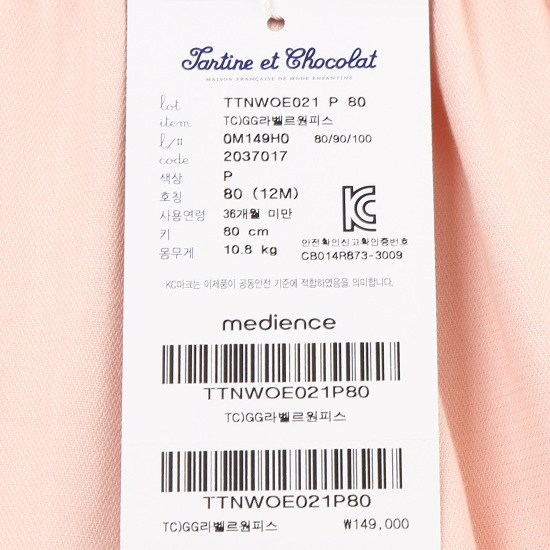 Tartine et Chocolat
MAISON FRANÇAISE DE MODE ENFANTINE
lot TTNWOE021 P 80
item TC)GG라벨르원피스
l/# 0M149H0 80/90/100
code 2037017
색상 P
호칭 80 (12M)
사용연령 36개월 미만
키 80 cm
몸무게 10.8 kg
안전확인신고확인증번호
CB014R873-3009
KC마크는 이제품이 공동안전 기준에 적합하였음을 의미합니다.
medience
TTNWOE021P80
TC)GG라벨르원피스
TTNWOE021P80
TC)GG라벨르원피스 ₩149,000